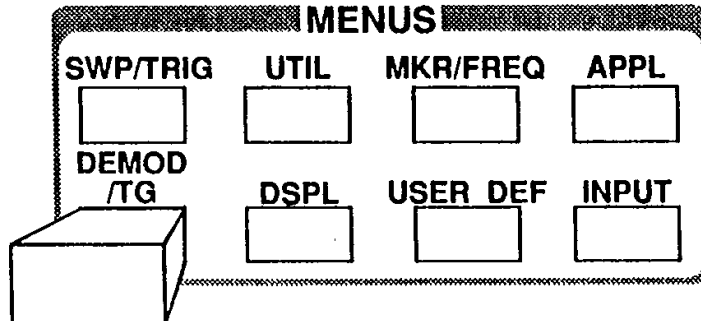 MENUS
SWP/TRIG UTIL MKR/FREQ APPL
DEMOD
/TG DSPL USER DEF INPUT